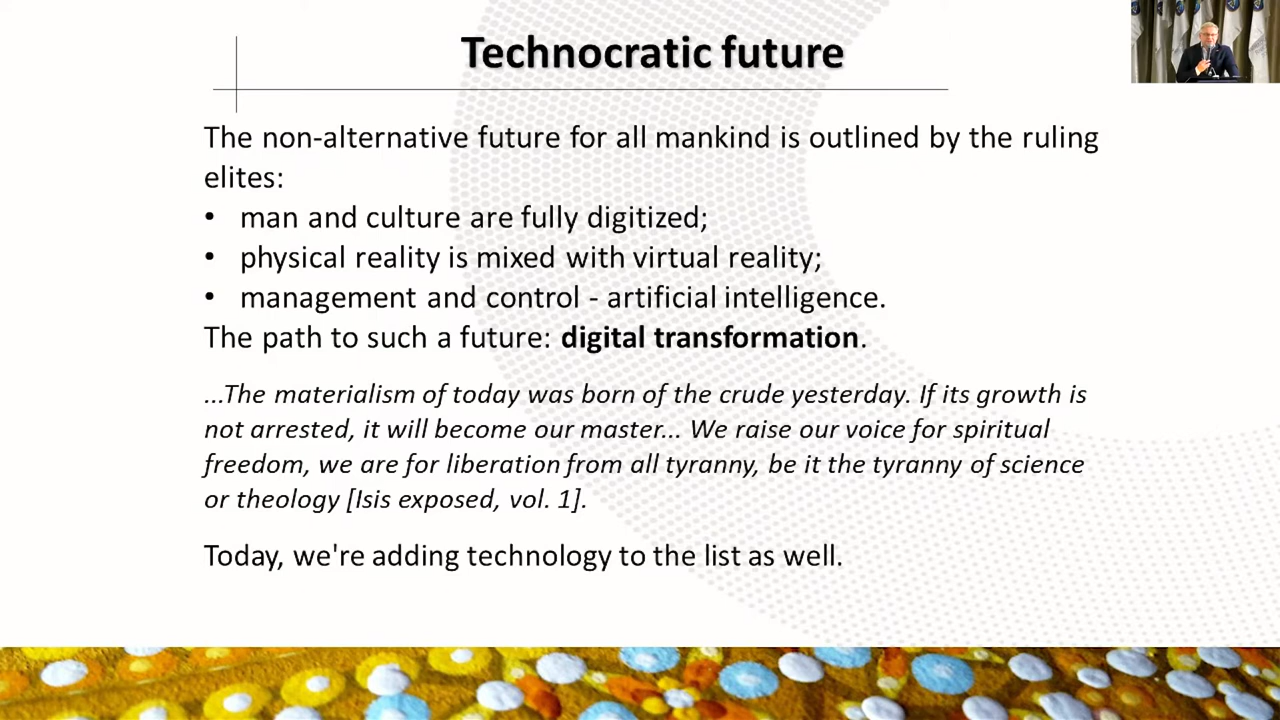 Technocratic future
The non-alternative future for all mankind is outlined by the ruling
elites:
• man and culture are fully digitized;
• physical reality is mixed with virtual reality;
• management and control - artificial intelligence.
The path to such a future: digital transformation.
...The materialism of today was born of the crude yesterday. If its growth is
not arrested, it will become our master... We raise our voice for spiritual
freedom, we are for liberation from all tyranny, be it the tyranny of science
or theology [Isis exposed, vol. 1].
Today, we're adding technology to the list as well.